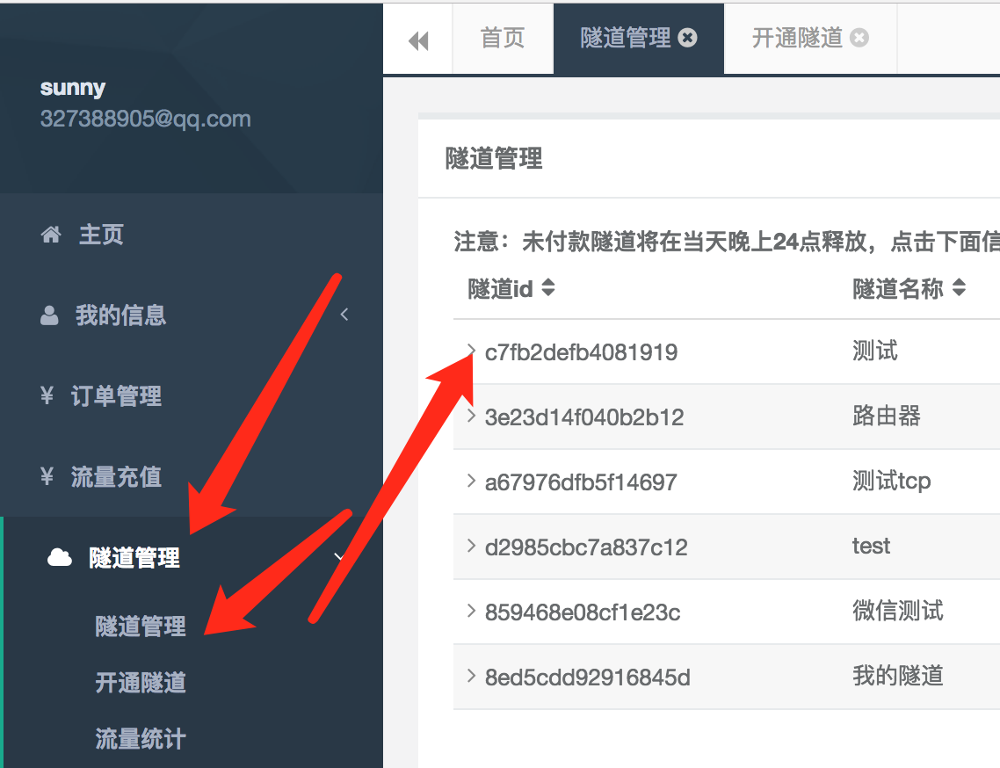 sunny
327388905@qq.com
主页
我的信息
¥ 订单管理
¥ 流量充值
隧道管理
隧道管理
开通隧道
流量统计
首页 隧道管理 开通隧道
隧道管理
注意：未付款隧道将在当天晚上24点释放，点击下面信
隧道id 隧道名称
c7fb2defb4081919 测试
3e23d14f040b2b12 路由器
a67976dfb5f14697 测试tcp
d2985cbc7a837c12 test
859468e08cf1e23c 微信测试
8ed5cdd92916845d 我的隧道